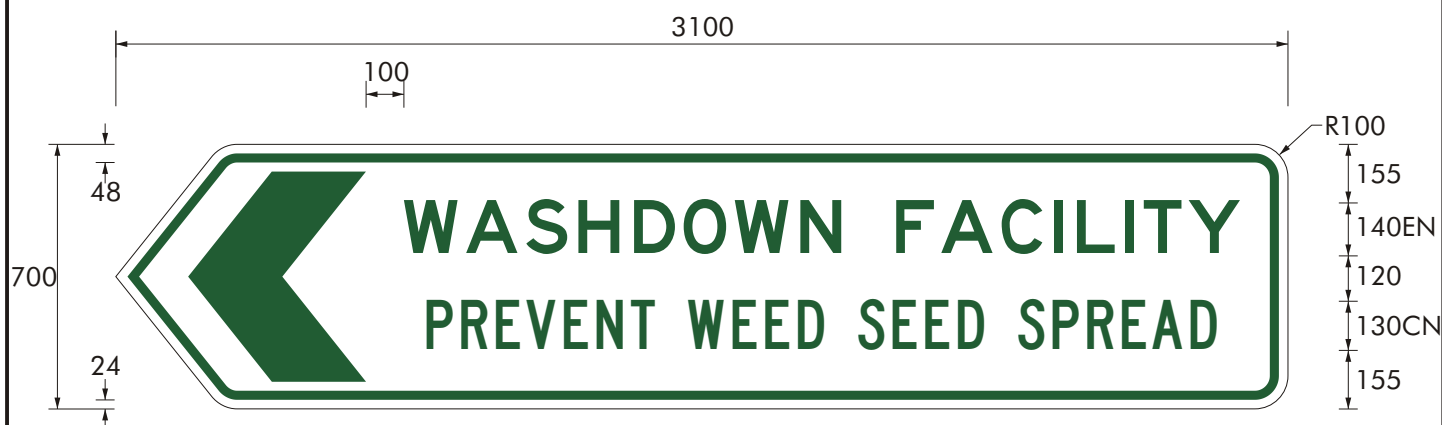 3100
100
R100
48
155
WASHDOWN FACILITY
140EN
700
120
PREVENT WEED SEED SPREAD
130CN
24
155